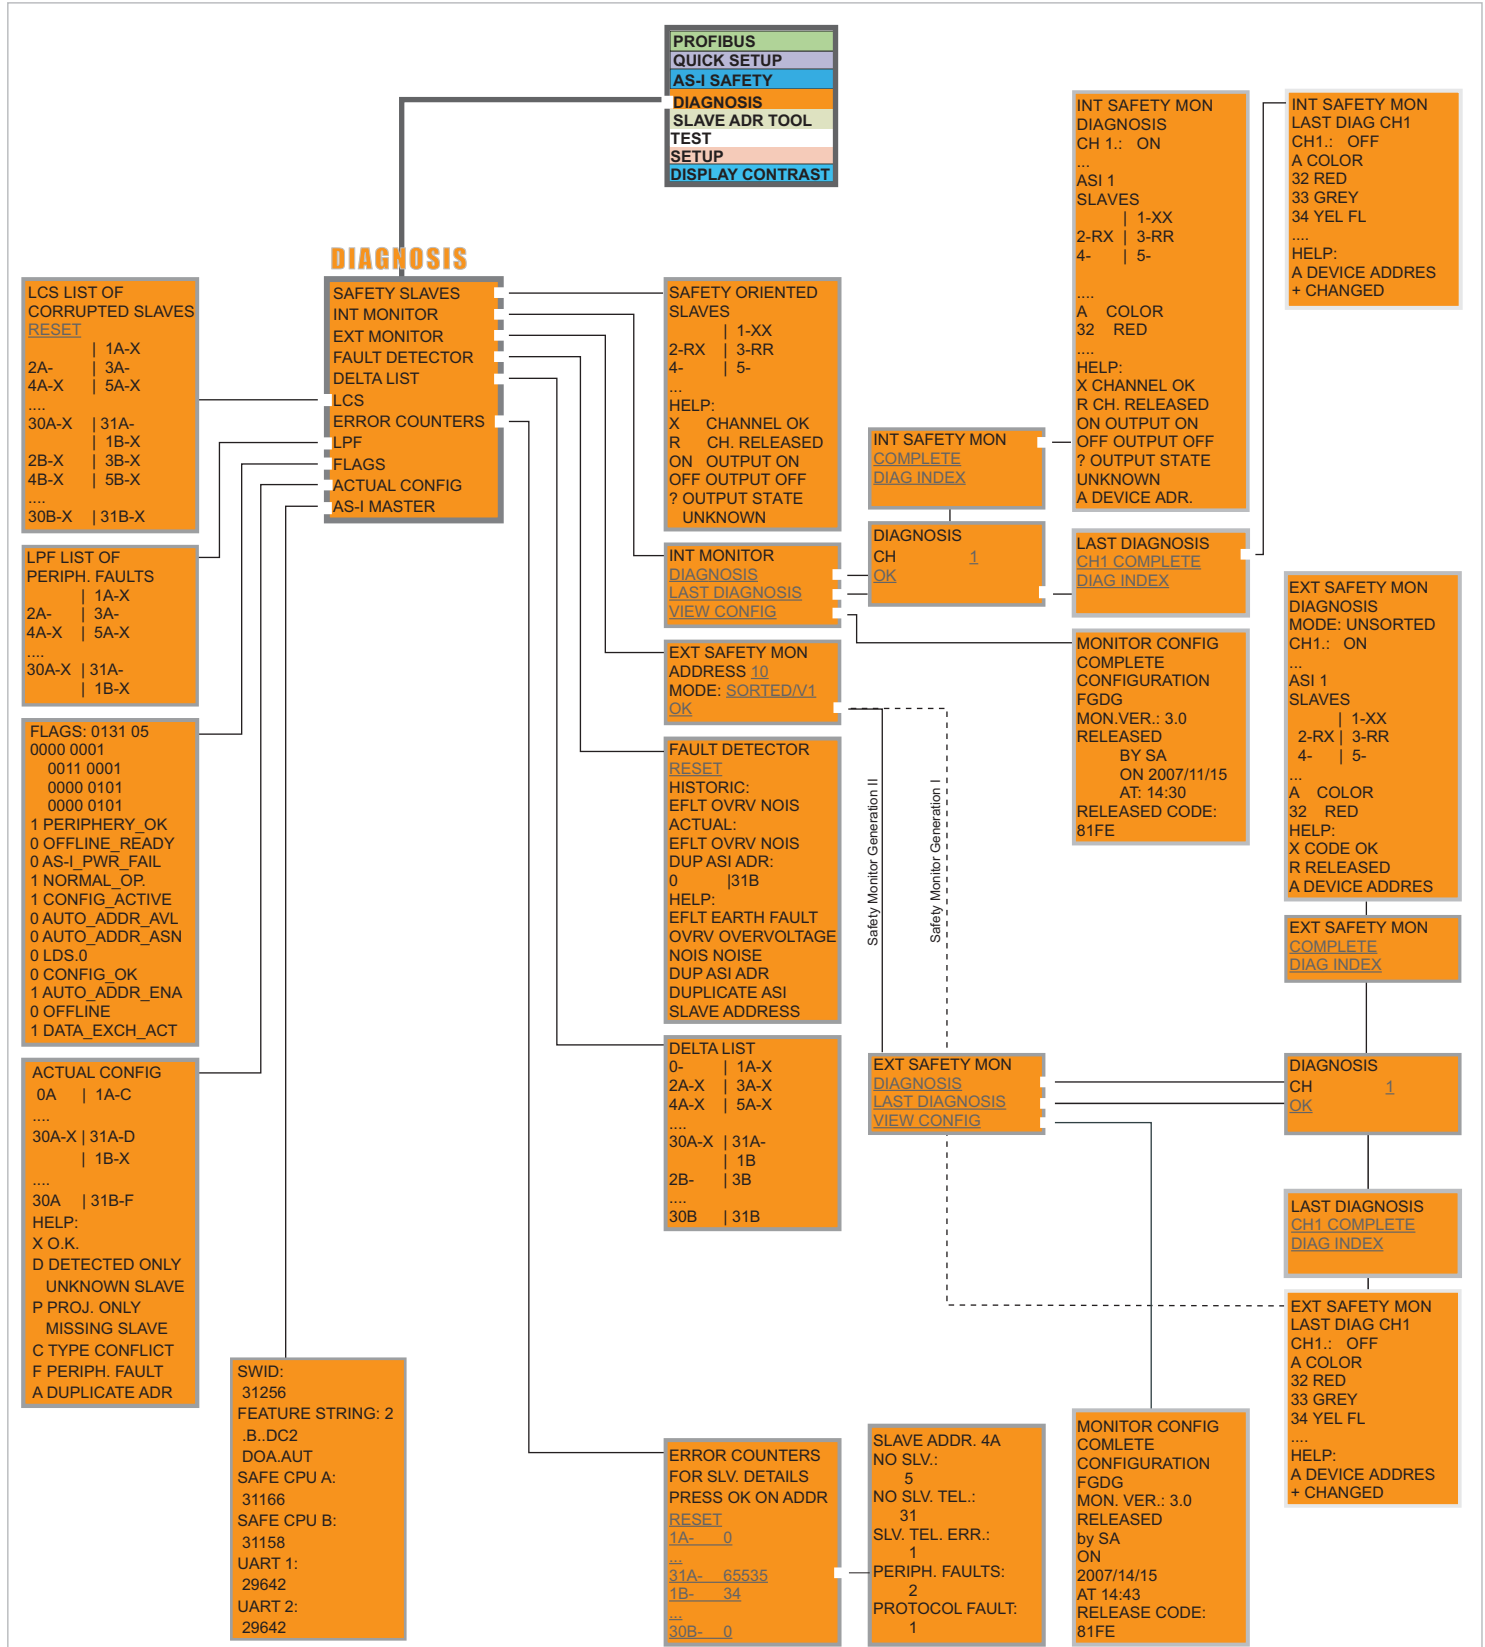 PROFIBUS
QUICK SETUP
AS-I SAFETY
DIAGNOSIS
SLAVE ADR TOOL
TEST
SETUP
DISPLAY CONTRAST
DIAGNOSIS
SAFETY SLAVES
INT MONITOR
EXT MONITOR
FAULT DETECTOR
DELTA LIST
LCS
ERROR COUNTERS
LPF
FLAGS
ACTUAL CONFIG
AS-I MASTER
LCS LIST OF
CORRUPTED SLAVES
RESET
| 1A-X
2A- | 3A-
4A-X | 5A-X
....
30A-X | 31A-
| 1B-X
2B-X | 3B-X
4B-X | 5B-X
....
30B-X | 31B-X
LPF LIST OF
PERIPH. FAULTS
| 1A-X
2A- | 3A-
4A-X | 5A-X
....
30A-X | 31A-
| 1B-X
FLAGS: 0131 05
0000 0001
0011 0001
0000 0101
0000 0101
1 PERIPHERY_OK
0 OFFLINE_READY
0 AS-I_PWR_FAIL
1 NORMAL_OP.
1 CONFIG_ACTIVE
0 AUTO_ADDR_AVL
0 AUTO_ADDR_ASN
0 LDS.0
0 CONFIG_OK
1 AUTO_ADDR_ENA
0 OFFLINE
1 DATA_EXCH_ACT
ACTUAL CONFIG
0A | 1A-C
....
30A-X | 31A-D
| 1B-X
....
30A | 31B-F
HELP:
X O.K.
D DETECTED ONLY
UNKNOWN SLAVE
P PROJ. ONLY
MISSING SLAVE
C TYPE CONFLICT
F PERIPH. FAULT
A DUPLICATE ADR
SWID:
31256
FEATURE STRING: 2
.B..DC2
DOA.AUT
SAFE CPU A:
31166
SAFE CPU B:
31158
UART 1:
29642
UART 2:
29642
SAFETY ORIENTED
SLAVES
| 1-XX
2-RX | 3-RR
4- | 5-
...
HELP:
X CHANNEL OK
R CH. RELEASED
ON OUTPUT ON
OFF OUTPUT OFF
? OUTPUT STATE
UNKNOWN
INT MONITOR
DIAGNOSIS
LAST DIAGNOSIS
VIEW CONFIG
EXT SAFETY MON
ADDRESS 10
MODE: SORTED/V1
OK
FAULT DETECTOR
RESET
HISTORIC:
EFLT OVRV NOIS
ACTUAL:
EFLT OVRV NOIS
DUP ASI ADR:
0 |31B
HELP:
EFLT EARTH FAULT
OVRV OVERVOLTAGE
NOIS NOISE
DUP ASI ADR
DUPLICATE ASI
SLAVE ADDRESS
DELTA LIST
0- | 1A-X
2A-X | 3A-X
4A-X | 5A-X
....
30A-X | 31A-
| 1B
2B- | 3B
....
30B | 31B
ERROR COUNTERS
FOR SLV. DETAILS
PRESS OK ON ADDR
RESET
1A- 0
...
31A- 65535
1B- 34
...
30B- 0
INT SAFETY MON
COMPLETE
DIAG INDEX
DIAGNOSIS
CH 1
OK
Safety Monitor Generation II
Safety Monitor Generation I
EXT SAFETY MON
DIAGNOSIS
LAST DIAGNOSIS
VIEW CONFIG
SLAVE ADDR. 4A
NO SLV.:
5
NO SLV. TEL.:
31
SLV. TEL. ERR.:
1
PERIPH. FAULTS:
2
PROTOCOL FAULT:
1
INT SAFETY MON
DIAGNOSIS
CH 1.: ON
...
ASI 1
SLAVES
| 1-XX
2-RX | 3-RR
4- | 5-
....
A COLOR
32 RED
....
HELP:
X CHANNEL OK
R CH. RELEASED
ON OUTPUT ON
OFF OUTPUT OFF
? OUTPUT STATE
UNKNOWN
A DEVICE ADR.
LAST DIAGNOSIS
CH1 COMPLETE
DIAG INDEX
MONITOR CONFIG
COMPLETE
CONFIGURATION
FGDG
MON.VER.: 3.0
RELEASED
BY SA
ON 2007/11/15
AT: 14:30
RELEASED CODE:
81FE
INT SAFETY MON
LAST DIAG CH1
CH1.: OFF
A COLOR
32 RED
33 GREY
34 YEL FL
....
HELP:
A DEVICE ADDRES
+ CHANGED
EXT SAFETY MON
DIAGNOSIS
MODE: UNSORTED
CH1.: ON
...
ASI 1
SLAVES
| 1-XX
2-RX | 3-RR
4- | 5-
...
A COLOR
32 RED
HELP:
X CODE OK
R RELEASED
A DEVICE ADDRES
EXT SAFETY MON
COMPLETE
DIAG INDEX
DIAGNOSIS
CH 1
OK
LAST DIAGNOSIS
CH1 COMPLETE
DIAG INDEX
EXT SAFETY MON
LAST DIAG CH1
CH1.: OFF
A COLOR
32 RED
33 GREY
34 YEL FL
....
HELP:
A DEVICE ADDRES
+ CHANGED
MONITOR CONFIG
COMLETE
CONFIGURATION
FGDG
MON. VER.: 3.0
RELEASED
by SA
ON
2007/14/15
AT 14:43
RELEASE CODE:
81FE